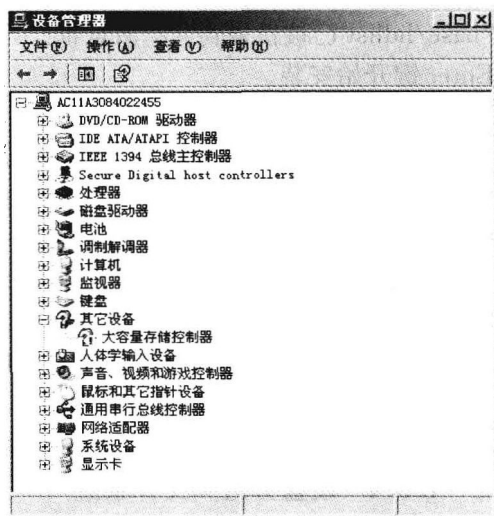 设备管理器
文件(F) 操作(A) 查看(V) 帮助(H)
AC11A3084022455
DVD/CD-ROM 驱动器
IDE ATA/ATAPI 控制器
IEEE 1394 总线主控制器
Secure Digital host controllers
处理器
磁盘驱动器
电池
调制解调器
计算机
监视器
键盘
其它设备
大容量存储控制器
人体学输入设备
声音、视频和游戏控制器
鼠标和其它指针设备
通用串行总线控制器
网络适配器
系统设备
显示卡